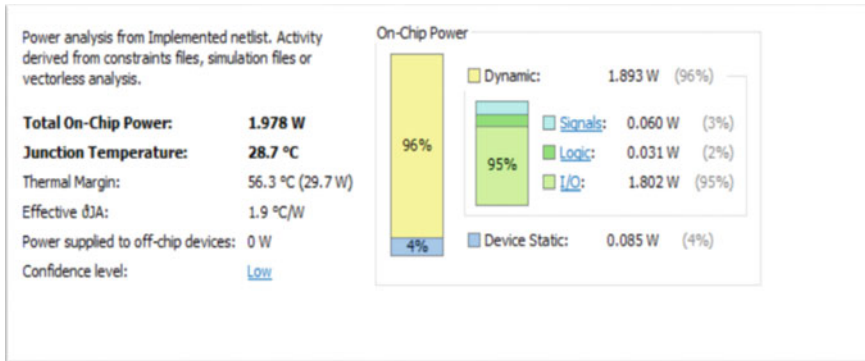 Power analysis from Implemented netlist. Activity
derived from constraints files, simulation files or
vectorless analysis.
Total On-Chip Power: 1.978 W
Junction Temperature: 28.7 °C
Thermal Margin: 56.3 °C (29.7 W)
Effective ðJA: 1.9 °C/W
Power supplied to off-chip devices: 0 W
Confidence level: Low
On-Chip Power
96%
4%
Dynamic: 1.893 W (96%)
95%
Signals: 0.060 W (3%)
Logic: 0.031 W (2%)
I/O: 1.802 W (95%)
Device Static: 0.085 W (4%)